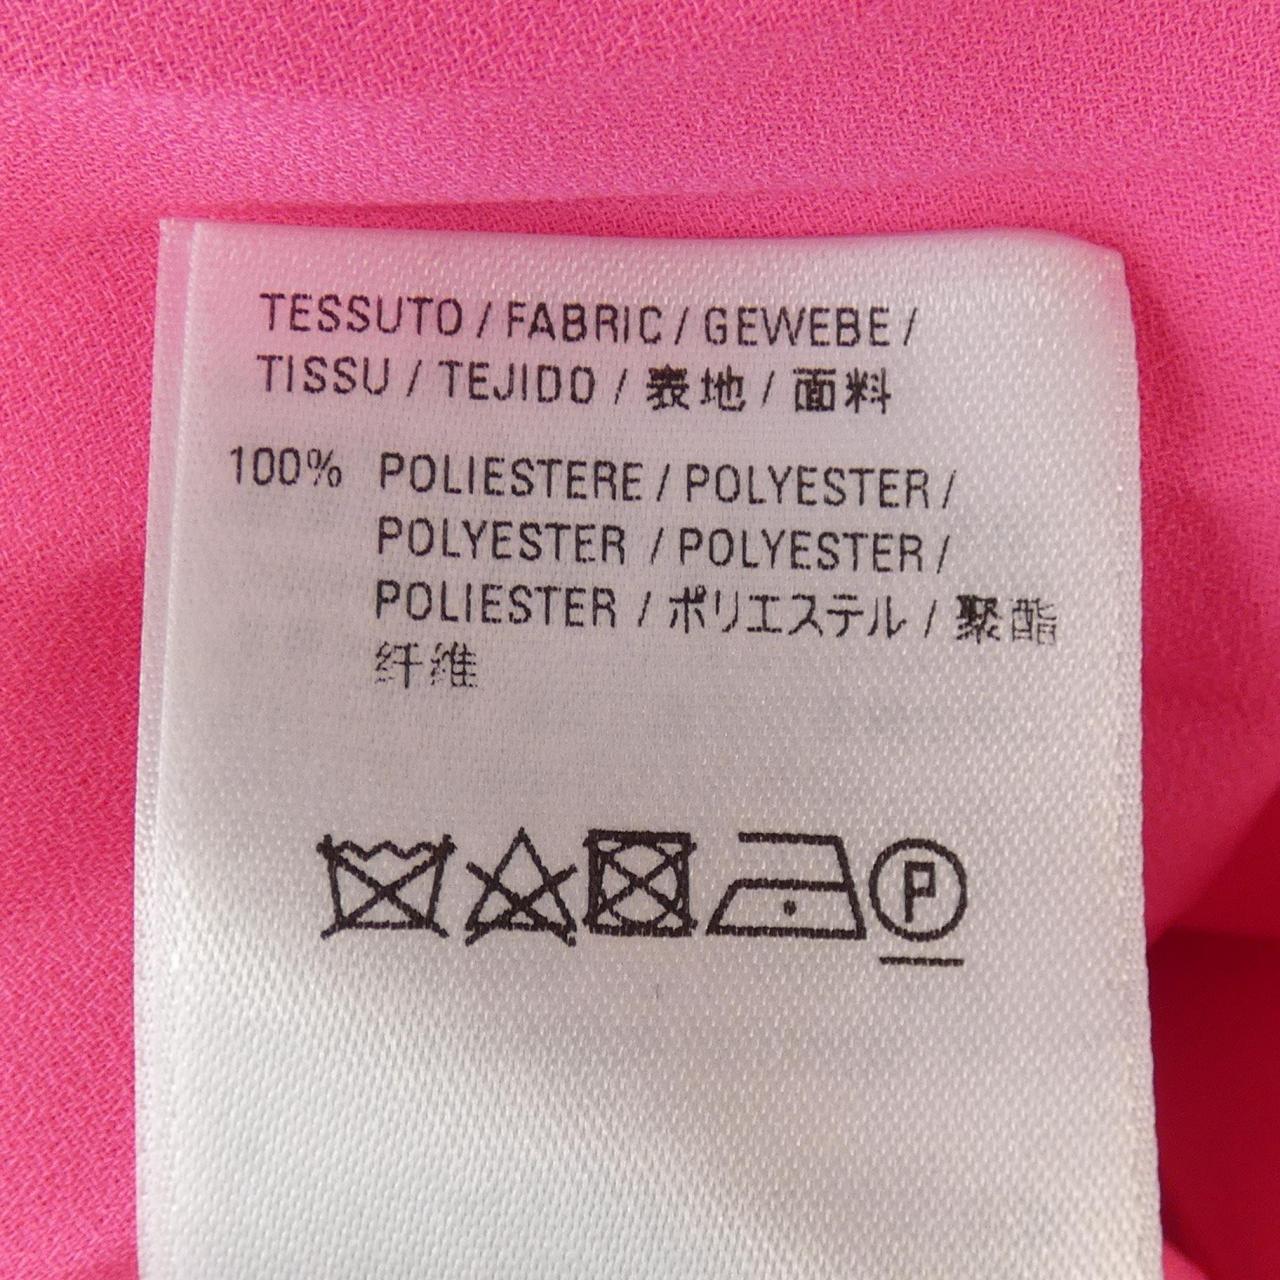 TESSUTO / FABRIC / GEWEBE /
TISSU / TEJIDO / 表地 / 面料
100% POLIESTERE / POLYESTER /
POLYESTER / POLYESTER /
POLIESTER / ポリエステル / 聚酯
纤维
P